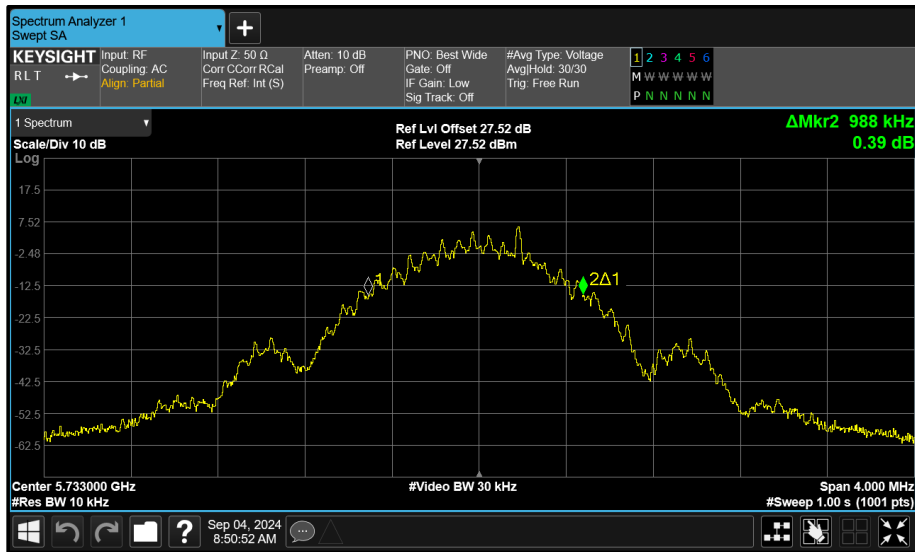 Spectrum Analyzer 1
Swept SA
+
KEYSIGHT
R L T
LXI
Input: RF
Coupling: AC
Align: Partial
Input Z: 50 Ω
Corr CCorr RCal
Freq Ref: Int (S)
Atten: 10 dB
Preamp: Off
PNO: Best Wide
Gate: Off
IF Gain: Low
Sig Track: Off
#Avg Type: Voltage
Avg|Hold: 30/30
Trig: Free Run
1 2 3 4 5 6
M W W W W W
P N N N N N
1 Spectrum
Scale/Div 10 dB
Log
Ref Lvl Offset 27.52 dB
Ref Level 27.52 dBm
ΔMkr2 988 kHz
0.39 dB
17.5
7.52
-2.48
-12.5
-22.5
-32.5
-42.5
-52.5
-62.5
1
2Δ1
Center 5.733000 GHz
#Res BW 10 kHz
#Video BW 30 kHz
Span 4.000 MHz
#Sweep 1.00 s (1001 pts)
?
Sep 04, 2024
8:50:52 AM